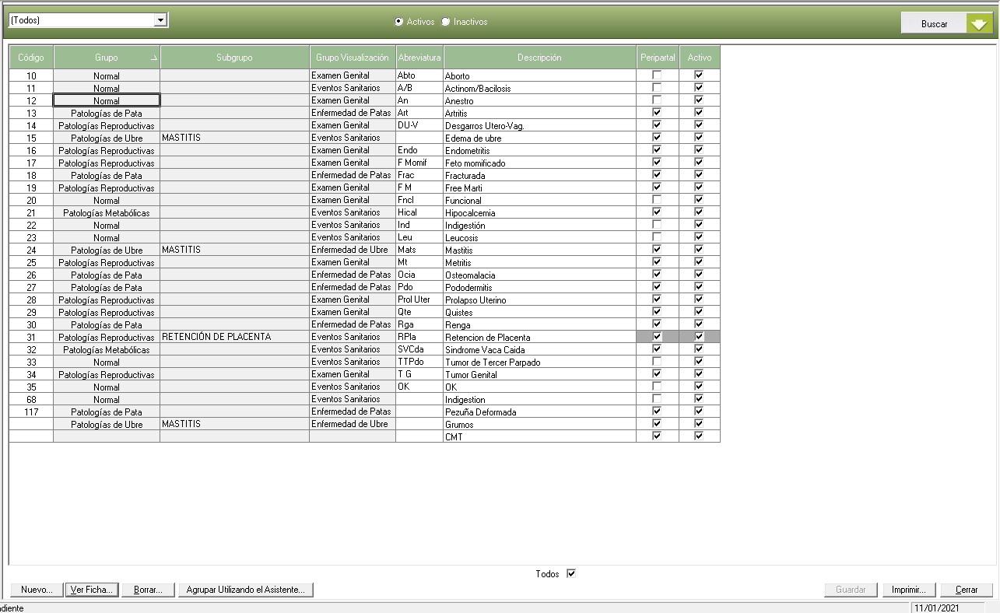 (Todos) Activos Inactivos Buscar
Código Grupo Subgrupo Grupo Visualización Abreviatura Descripción Peripartal Activo
10 Normal Examen Genital Abto Aborto
11 Normal Eventos Sanitarios A/B Actinom/Bacilosis
12 Normal Examen Genital An Anestro
13 Patologías de Pata Enfermedad de Patas Art Artritis
14 Patologías Reproductivas Examen Genital DU-V Desgarros Utero-Vag.
15 Patologías de Ubre MASTITIS Eventos Sanitarios Edema de ubre
16 Patologías Reproductivas Examen Genital Endo Endometritis
17 Patologías Reproductivas Examen Genital F Momif Feto momificado
18 Patologías de Pata Enfermedad de Patas Frac Fracturada
19 Patologías Reproductivas Examen Genital F M Free Marti
20 Normal Examen Genital Fncl Funcional
21 Patologías Metabólicas Eventos Sanitarios Hical Hipocalcemia
22 Normal Eventos Sanitarios Ind Indigestión
23 Normal Eventos Sanitarios Leu Leucosis
24 Patologías de Ubre MASTITIS Enfermedad de Ubre Mats Mastitis
25 Patologías Reproductivas Examen Genital Mt Metritis
26 Patologías de Pata Enfermedad de Patas Ocia Osteomalacia
27 Patologías de Pata Enfermedad de Patas Pdo Pododermitis
28 Patologías Reproductivas Examen Genital Prol Uter Prolapso Uterino
29 Patologías Reproductivas Examen Genital Qte Quistes
30 Patologías de Pata Enfermedad de Patas Rga Renga
31 Patologías Reproductivas RETENCIÓN DE PLACENTA Eventos Sanitarios RPla Retencion de Placenta
32 Patologías Metabólicas Eventos Sanitarios SVCda Sindrome Vaca Caida
33 Normal Eventos Sanitarios TTPdo Tumor de Tercer Parpado
34 Patologías Reproductivas Examen Genital T G Tumor Genital
35 Normal Eventos Sanitarios OK OK
68 Normal Eventos Sanitarios Indigestion
117 Patologías de Pata Enfermedad de Patas Pezuña Deformada
Patologías de Ubre MASTITIS Enfermedad de Ubre Grumos
CMT
Todos
Nuevo... Ver Ficha... Borrar... Agrupar Utilizando el Asistente... Guardar Imprimir... Cerrar
diente 11/01/2021